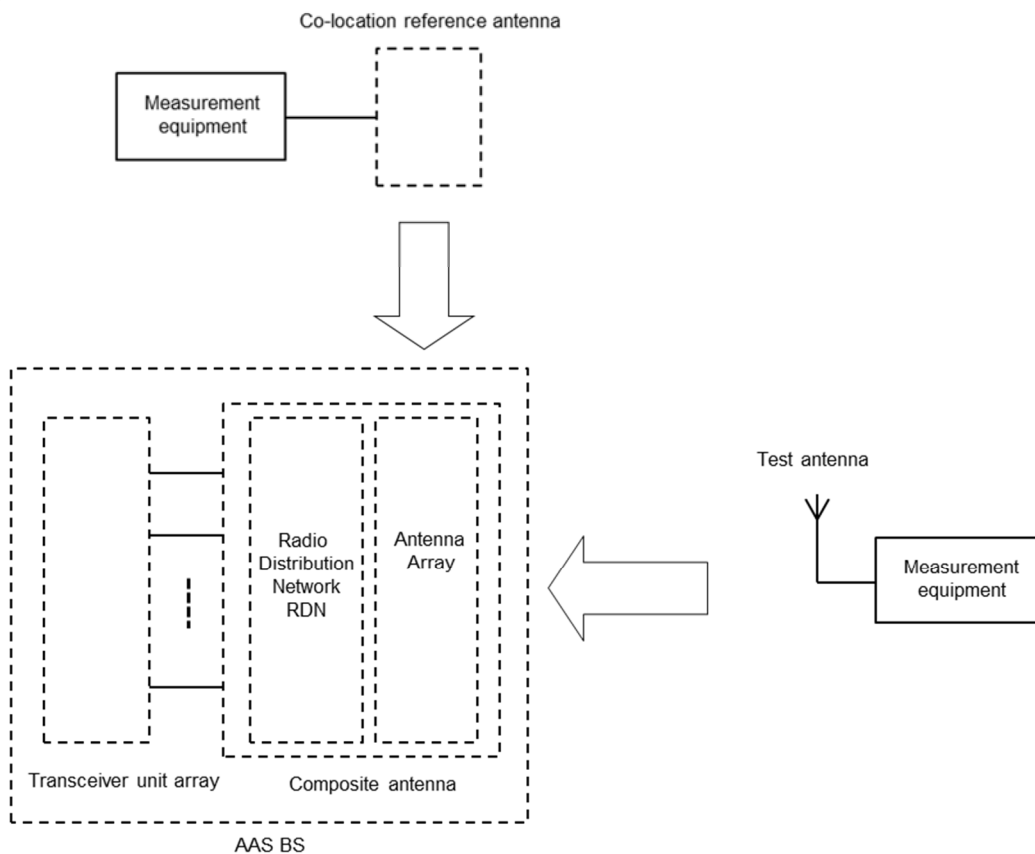 Co-location reference antenna
Measurement
equipment
Test antenna
Radio
Distribution
Network
RDN
Antenna
Array
Measurement
equipment
Transceiver unit array
Composite antenna
AAS BS